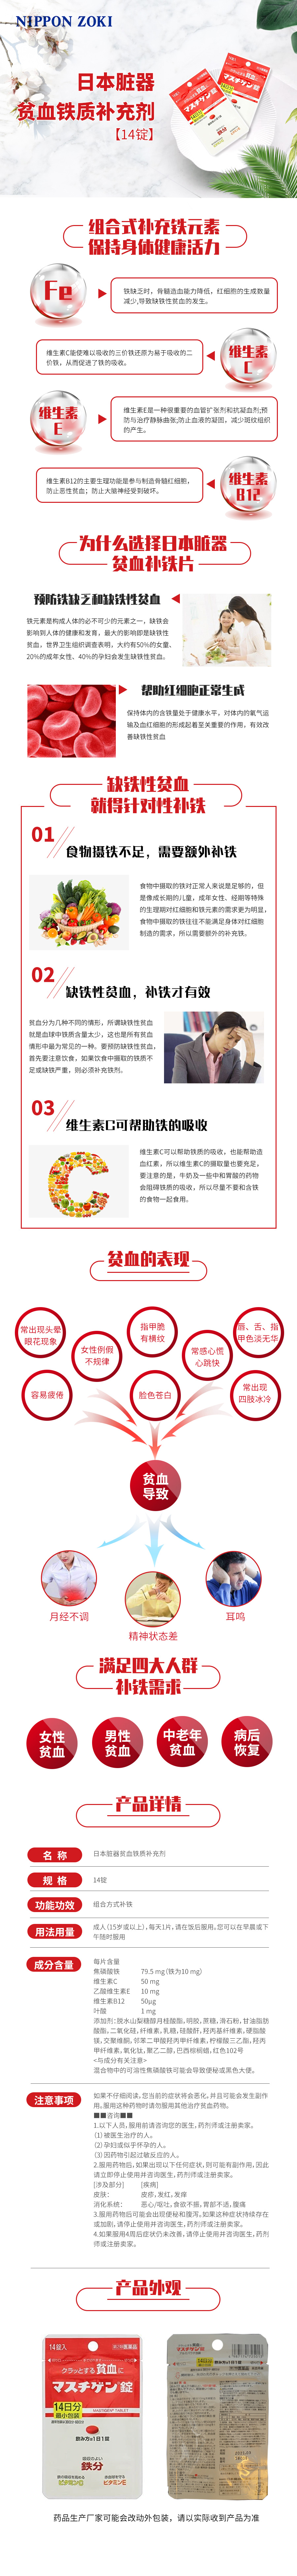 NIPPON ZOKI
日本脏器
贫血铁质补充剂
【14锭】
组合式补充铁元素
保持身体健康活力
Fe
铁缺乏时，骨髓造血能力降低，红细胞的生成数量
减少,导致缺铁性贫血的发生。
维生素C能使难以吸收的三价铁还原为易于吸收的二
价铁，从而促进了铁的吸收。
维生素
C
维生素
E
维生素E是一种很重要的血管扩张剂和抗凝血剂;预
防与治疗静脉曲张;防止血液的凝固，减少斑纹组织
的产生。
维生素B12的主要生理功能是参与制造骨髓红细胞，
防止恶性贫血；防止大脑神经受到破坏。
维生素
B12
为什么选择日本脏器
贫血补铁片
预防铁缺乏和缺铁性贫血
铁元素是构成人体的必不可少的元素之一，缺铁会
影响到人体的健康和发育，最大的影响即是缺铁性
贫血，世界卫生组织调查表明，大约有50%的女童、
20%的成年女性、40%的孕妇会发生缺铁性贫血。
帮助红细胞正常生成
保持体内的含铁量处于健康水平，对体内的氧气运
输及血红细胞的形成起着至关重要的作用，有效改
善缺铁性贫血
缺铁性贫血
就得针对性补铁
01
食物摄铁不足，需要额外补铁
食物中摄取的铁对正常人来说是足够的，但
是像成长期的儿童，成年女性、经期等特殊
的生理期对红细胞和铁元素的需求更为明显，
食物中摄取的铁往往不能满足身体对红细胞
制造的需求，所以需要额外的补充铁。
02
缺铁性贫血，补铁才有效
贫血分为几种不同的情形，所谓缺铁性贫血
就是血球中铁质含量太少，这也是所有贫血
情形中最为常见的一种。要预防缺铁性贫血，
首先要注意饮食，如果饮食中摄取的铁质不
足或缺铁严重，则必须补充铁剂。
03
维生素C可帮助铁的吸收
维生素C可以帮助铁质的吸收，也能帮助造
血红素，所以维生素C的摄取量也要充足，
要注意的是，牛奶及一些中和胃酸的药物
会阻碍铁质的吸收，所以尽量不要和含铁
的食物一起食用。
贫血的表现
常出现头晕
眼花现象
女性例假
不规律
指甲脆
有横纹
常感心慌
心跳快
唇、舌、指
甲色淡无华
容易疲倦
脸色苍白
常出现
四肢冰冷
贫血
导致
月经不调
精神状态差
耳鸣
满足四大人群
补铁需求
女性
贫血
男性
贫血
中老年
贫血
病后
恢复
产品详情
名 称
日本脏器贫血铁质补充剂
规 格
14锭
功能功效
组合方式补铁
用法用量
成人（15岁或以上），每天1片，请在饭后服用，您可以在早晨或下
午随时服用
成分含量
每片含量
焦磷酸铁 79.5 mg（铁为10 mg）
维生素C 50 mg
乙酸维生素E 10 mg
维生素B12 50μg
叶酸 1 mg
添加剂：脱水山梨糖醇月桂酸酯，明胶，蔗糖，滑石粉，甘油脂肪
酸酯，二氧化硅，纤维素，乳糖，硅酸酐，羟丙基纤维素，硬脂酸
镁，交聚维酮，邻苯二甲酸羟丙甲纤维素，柠檬酸三乙酯，羟丙
甲纤维素，氧化钛，聚乙二醇，巴西棕榈蜡，红色102号
<与成分有关注意>
混合物中的可溶性焦磷酸铁可能会导致便秘或黑色大便。
注意事项
如果不仔细阅读，您当前的症状将会恶化，并且可能会发生副作
用。服用这种药物时请勿服用其他治疗贫血药物。
■■咨询■■
1.以下人员，服用前请咨询您的医生，药剂师或注册卖家。
（1）被医生治疗的人。
（2）孕妇或似乎怀孕的人。
（3）因药物引起过敏反应的人。
2.服用药物后，如果出现以下任何症状，则可能有副作用，因此
请立即停止使用并咨询医生，药剂师或注册卖家。
[涉及部分] [疾病]
皮肤： 皮疹，发红，发痒
消化系统： 恶心/呕吐，食欲不振，胃部不适，腹痛
3.服用药物后可能会出现便秘和腹泻。如果这种症状持续存在
或加剧，请停止使用并咨询医生，药剂师或注册卖家。
4.如果服用4周后症状仍未改善，请停止使用并咨询医生，药剂
师或注册卖家。
产品外观
14錠入
クラッとする貧血に
マスチゲン錠
14日分
最小包装
MASTIGEN® TABLET
飲み方は1日1錠
吸収のよい
鉄分
ビタミンC
ビタミンE
マスチゲン錠
药品生产厂家可能会改动外包装，请以实际收到产品为准